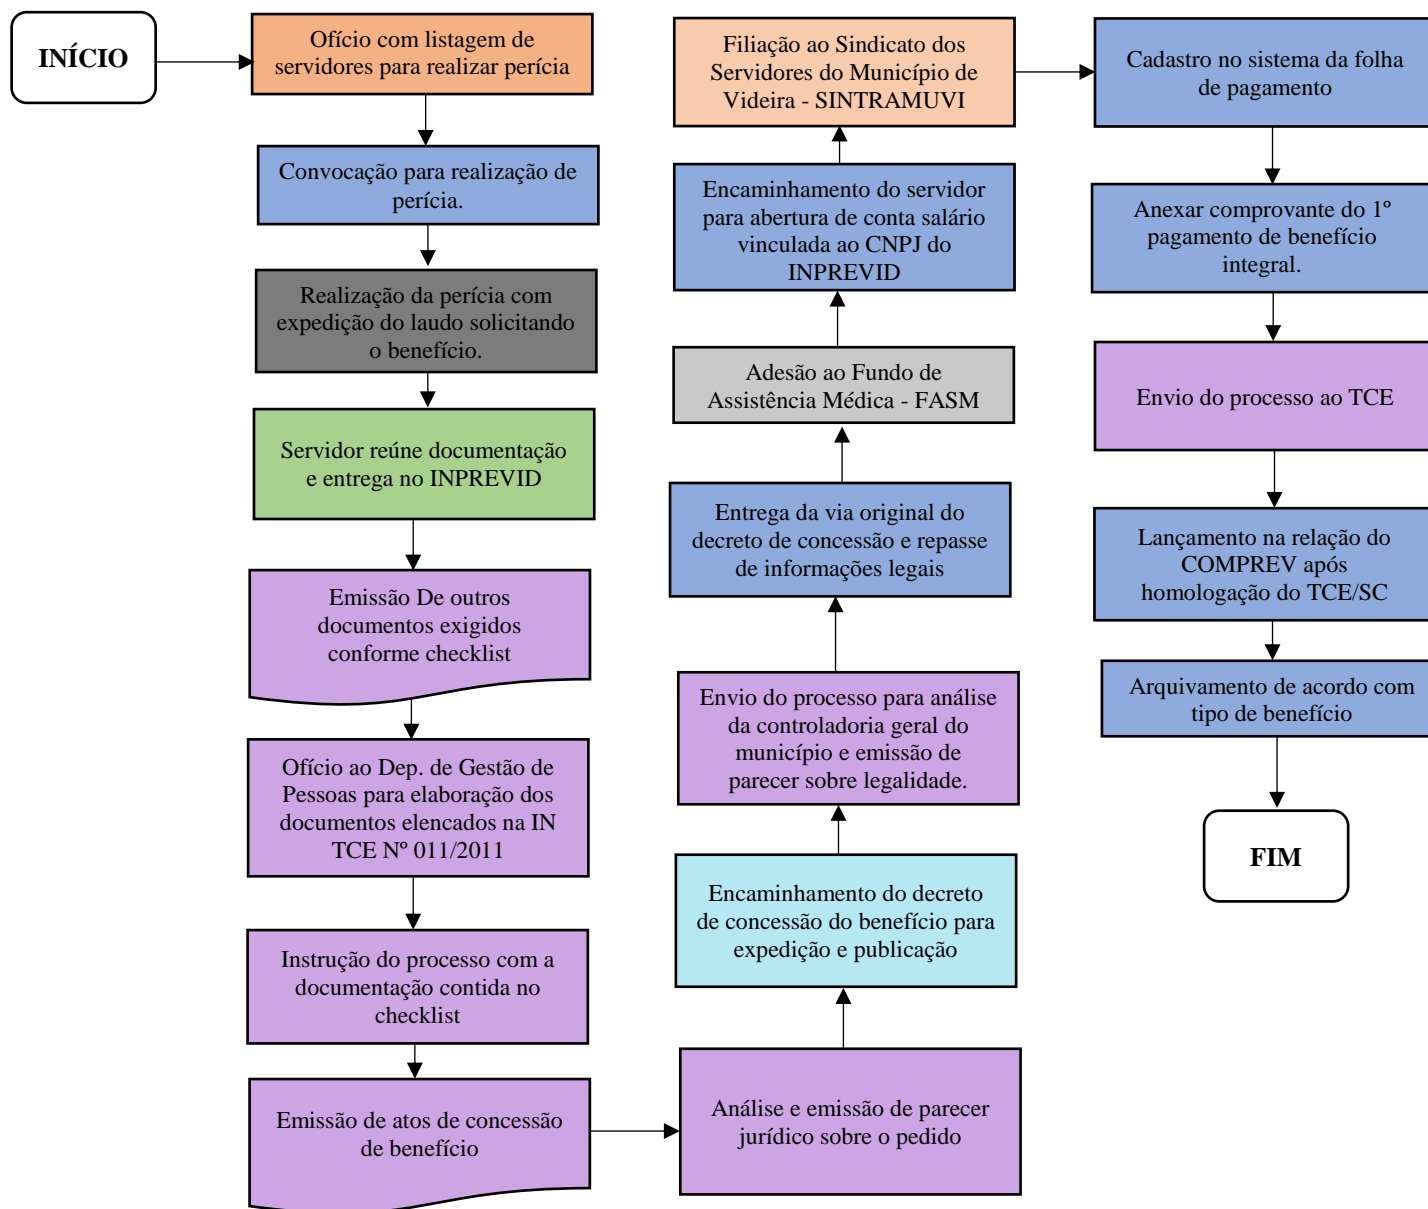 INÍCIO
Ofício com listagem de
servidores para realizar perícia
Convocação para realização de
perícia.
Realização da perícia com
expedição do laudo solicitando
o benefício.
Servidor reúne documentação
e entrega no INPREVID
Emissão De outros
documentos exigidos
conforme checklist
Ofício ao Dep. de Gestão de
Pessoas para elaboração dos
documentos elencados na IN
TCE Nº 011/2011
Instrução do processo com a
documentação contida no
checklist
Emissão de atos de concessão
de benefício
Análise e emissão de parecer
jurídico sobre o pedido
Encaminhamento do decreto
de concessão do benefício para
expedição e publicação
Envio do processo para análise
da controladoria geral do
município e emissão de
parecer sobre legalidade.
Entrega da via original do
decreto de concessão e repasse
de informações legais
Adesão ao Fundo de
Assistência Médica - FASM
Encaminhamento do servidor
para abertura de conta salário
vinculada ao CNPJ do
INPREVID
Filiação ao Sindicato dos
Servidores do Município de
Videira - SINTRAMUVI
Cadastro no sistema da folha
de pagamento
Anexar comprovante do 1º
pagamento de benefício
integral.
Envio do processo ao TCE
Lançamento na relação do
COMPREV após
homologação do TCE/SC
Arquivamento de acordo com
tipo de benefício
FIM